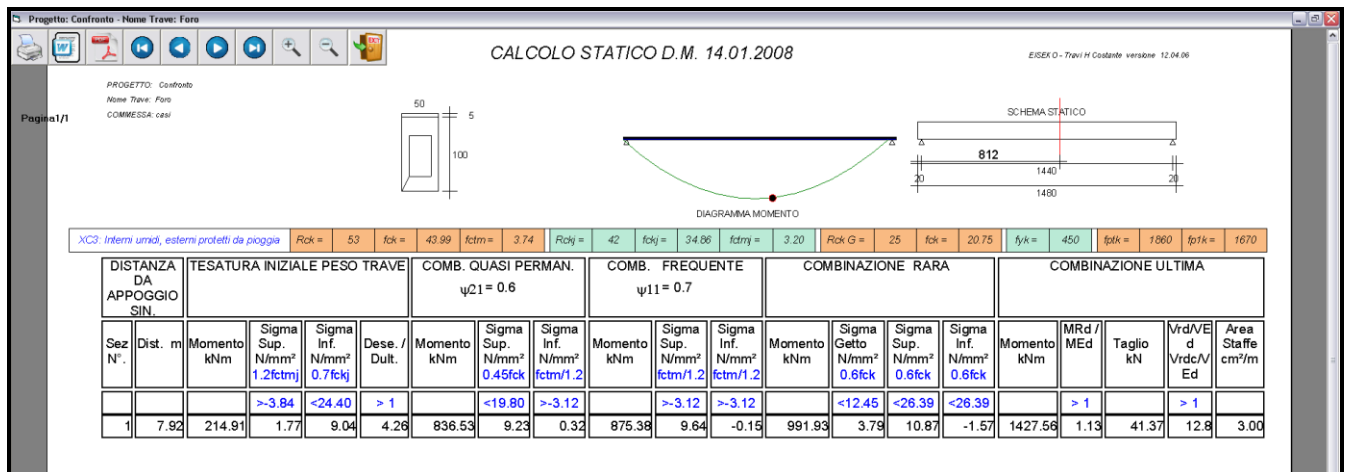 Progetto: Confronto - Nome Trave: Foro
CALCOLO STATICO D.M. 14.01.2008
EISEKO - Travi H Costante versione 12.04.06
PROGETTO: Confronto
Nome Trave: Foro
COMMESSA: casi
Pagina1/1
50
5
100
DIAGRAMMA MOMENTO
SCHEMA STATICO
812
1440
20
20
1480
XC3: Interni umidi, esterni protetti da pioggia Rck = 53 fck = 43.99 fctm = 3.74 Rckj = 42 fckj = 34.86 fctmj = 3.20 Rck G = 25 fck = 20.75 fyk = 450 fptk = 1860 fp1k = 1670
DISTANZA DA APPOGGIO SIN. TESATURA INIZIALE PESO TRAVE COMB. QUASI PERMAN. ψ21 = 0.6 COMB. FREQUENTE ψ11 = 0.7 COMBINAZIONE RARA COMBINAZIONE ULTIMA
Sez N°. Dist. m Momento kNm Sigma Sup. N/mm² 1.2fctmj Sigma Inf. N/mm² 0.7fckj Dese. / Dult. Momento kNm Sigma Sup. N/mm² 0.45fck Sigma Inf. N/mm² fctm/1.2 Momento kNm Sigma Sup. N/mm² fctm/1.2 Sigma Inf. N/mm² fctm/1.2 Momento kNm Sigma Getto N/mm² 0.6fck Sigma Sup. N/mm² 0.6fck Sigma Inf. N/mm² 0.6fck Momento kNm MRd / MEd Taglio kN Vrd/VE d Vrdc/V Ed Area Staffe cm²/m
>-3.84 <24.40 > 1 <19.80 >-3.12 >-3.12 >-3.12 <12.45 <26.39 <26.39 > 1 > 1
1 7.92 214.91 1.77 9.04 4.26 836.53 9.23 0.32 875.38 9.64 -0.15 991.93 3.79 10.87 -1.57 1427.56 1.13 41.37 12.8 3.00